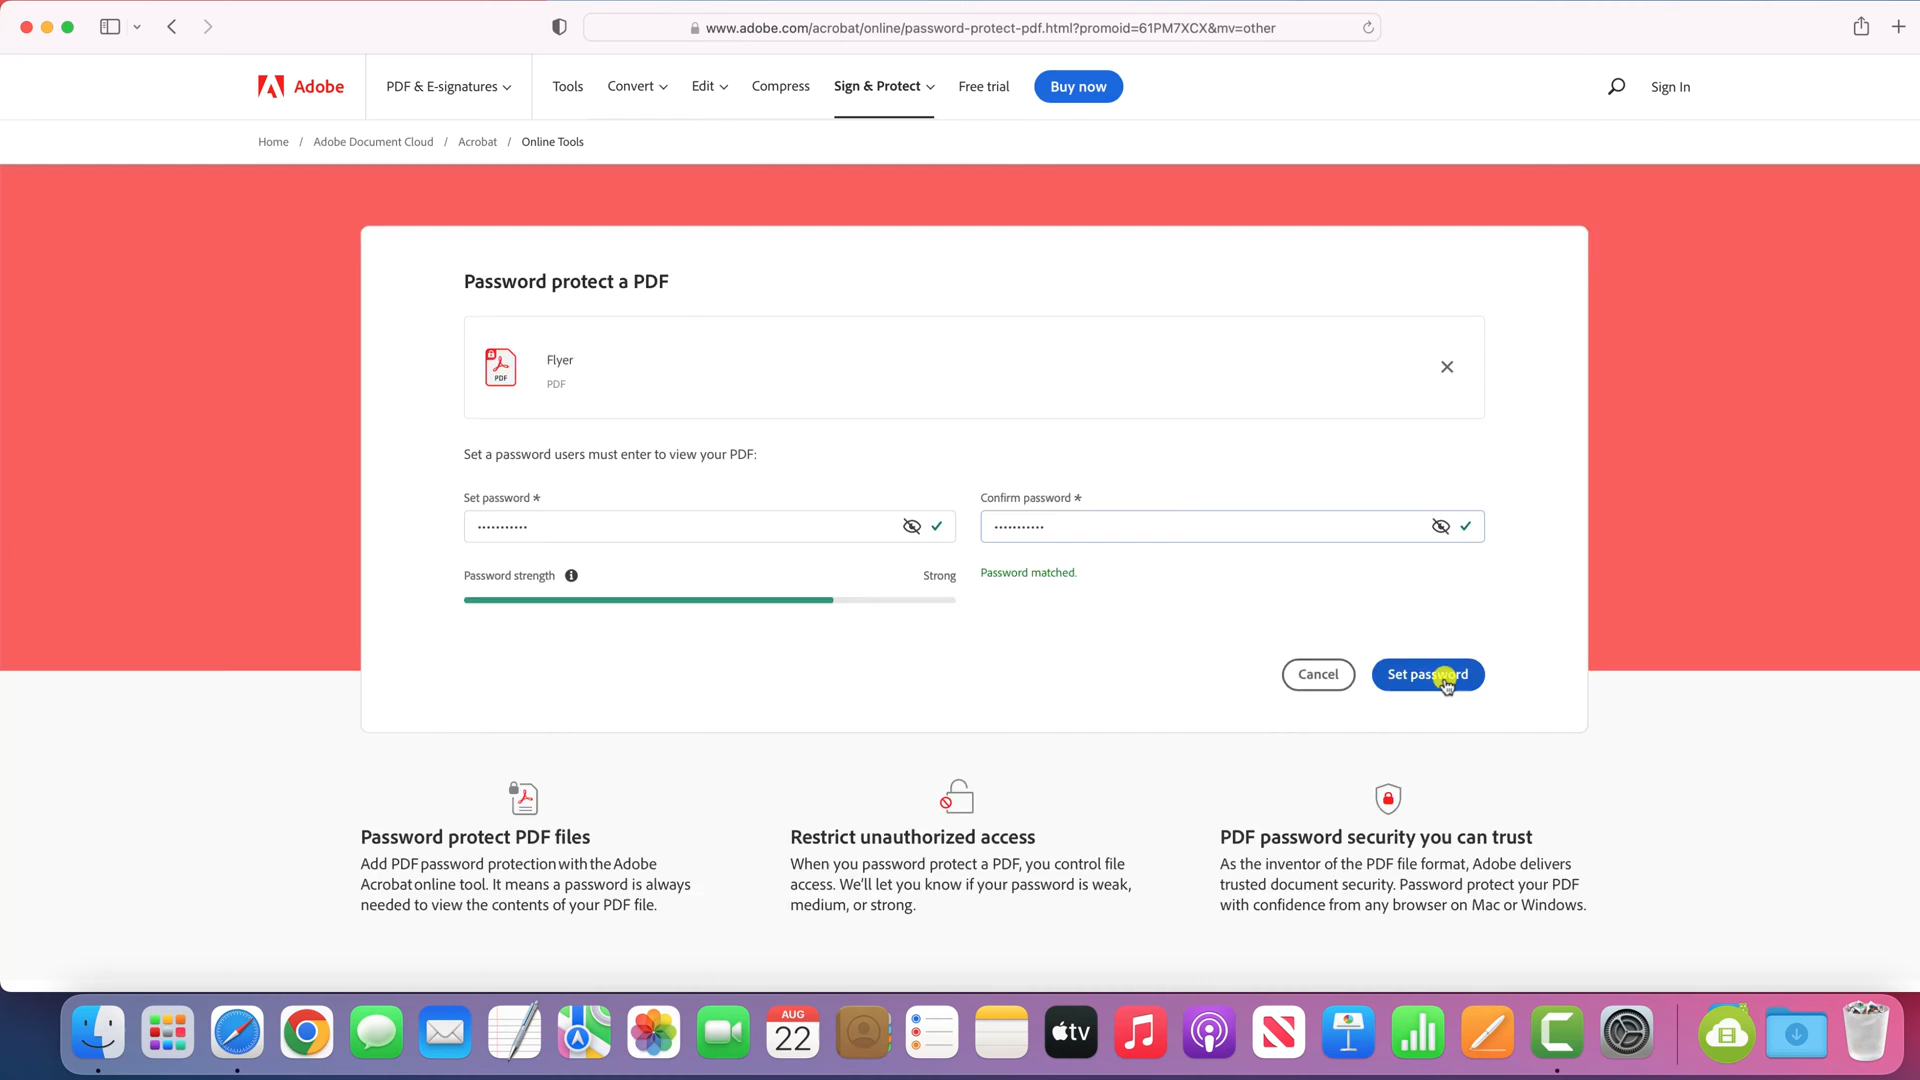 www.adobe.com/acrobat/online/password-protect-pdf.html?promoid=61PM7XCX&mv=other
Adobe
PDF & E-signatures
Tools
Convert
Edit
Compress
Sign & Protect
Free trial
Buy now
Sign In
Home / Adobe Document Cloud / Acrobat / Online Tools
Password protect a PDF
PDF
Flyer
PDF
Set a password users must enter to view your PDF:
Set password *
Confirm password *
•••••••••••
•••••••••••
Password strength
Strong
Password matched.
Cancel
Set password
Password protect PDF files
Add PDF password protection with the Adobe
Acrobat online tool. It means a password is always
needed to view the contents of your PDF file.
Restrict unauthorized access
When you password protect a PDF, you control file
access. We'll let you know if your password is weak,
medium, or strong.
PDF password security you can trust
As the inventor of the PDF file format, Adobe delivers
trusted document security. Password protect your PDF
with confidence from any browser on Mac or Windows.
AUG
22
tv